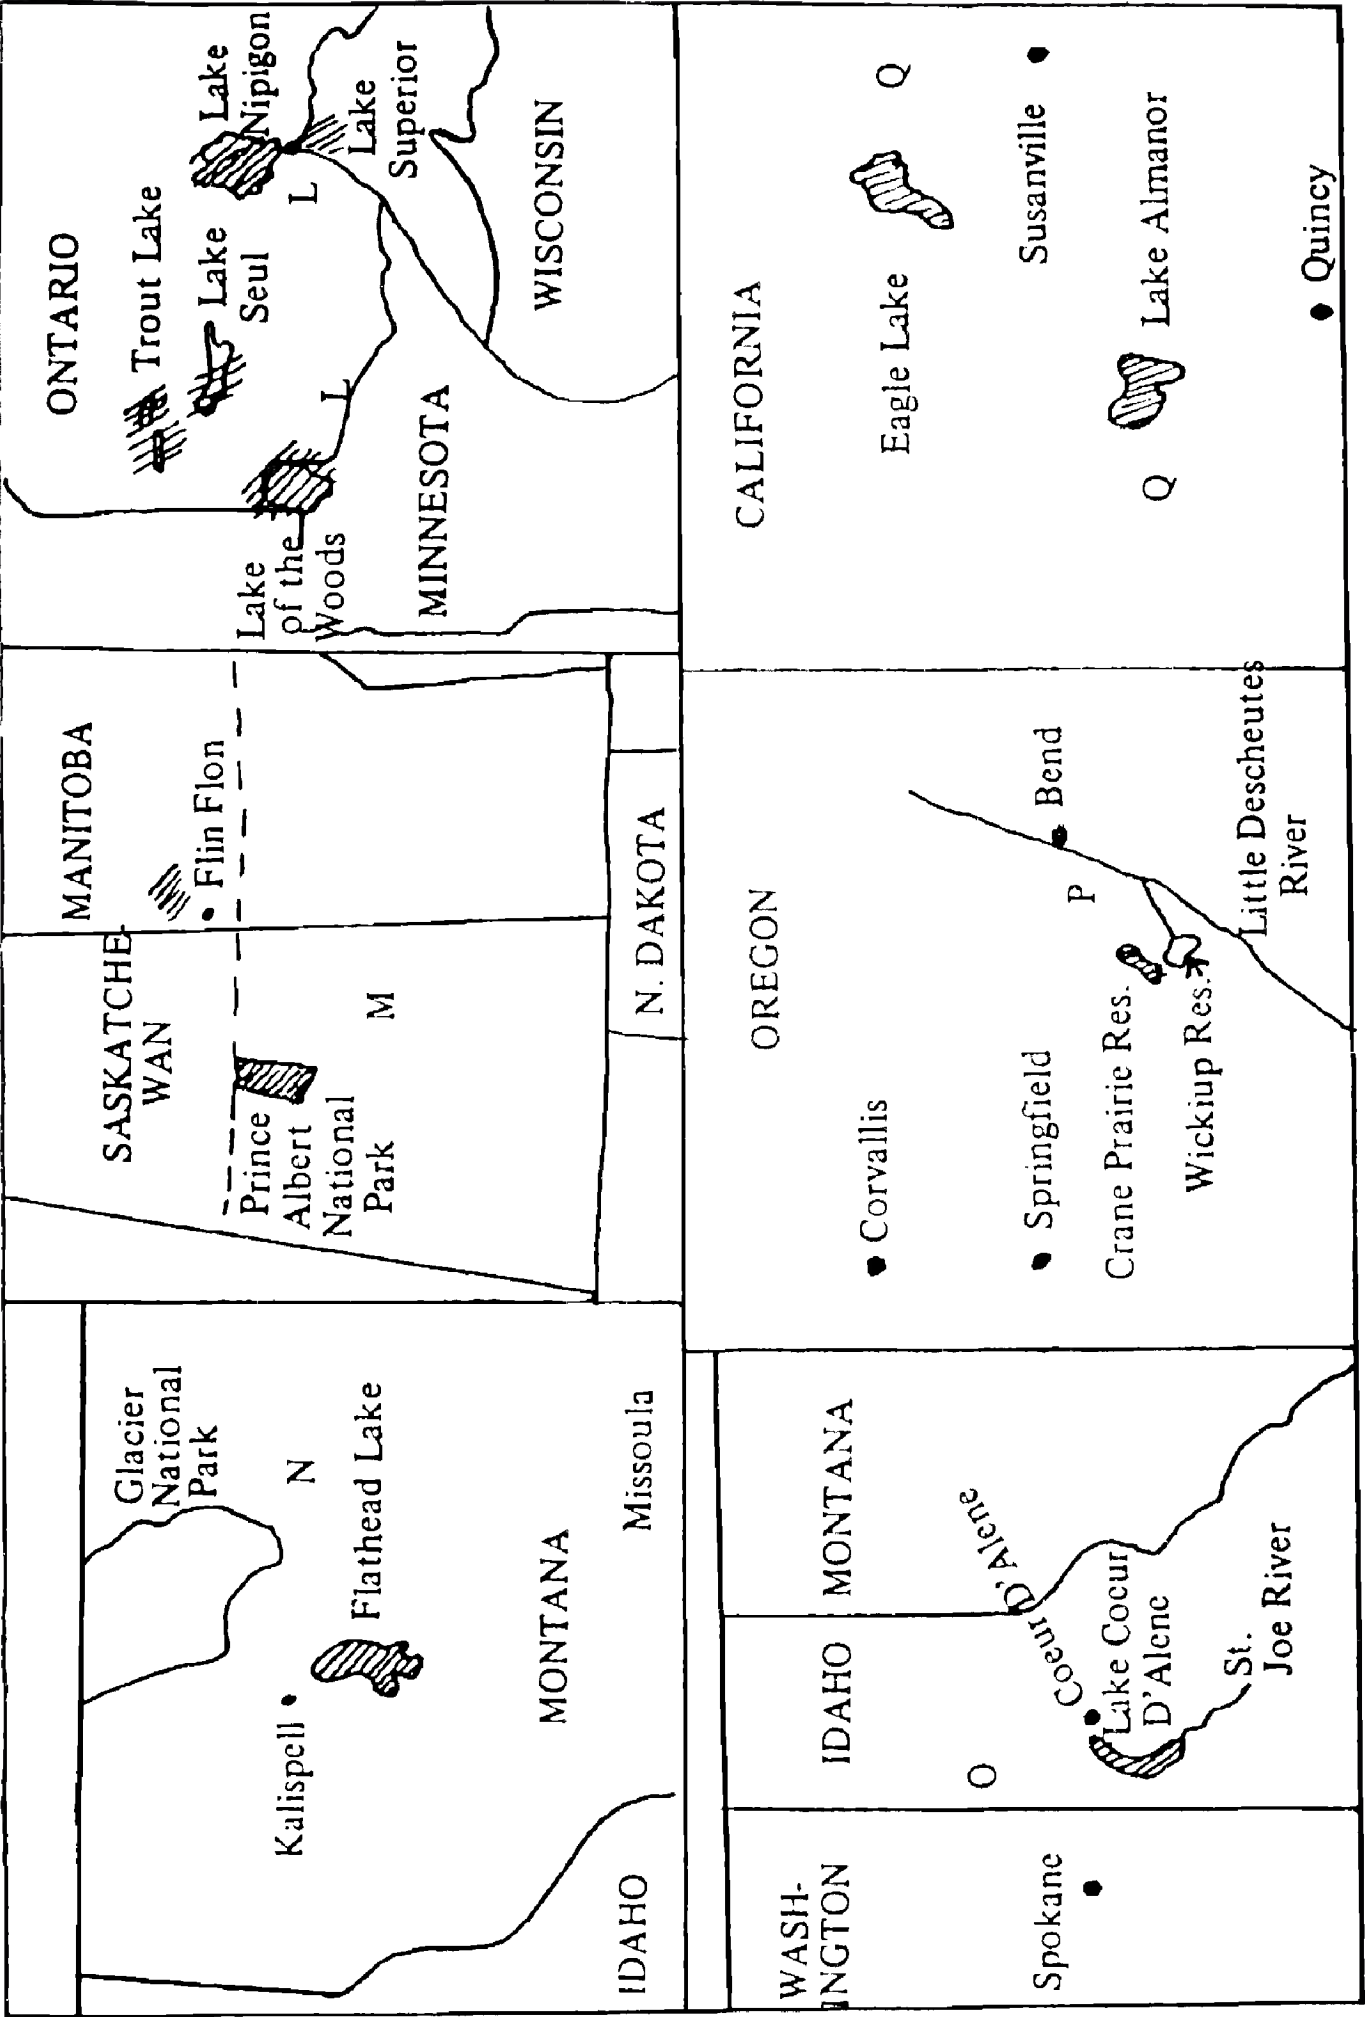 Glacier
National
Park
N
Kalispell
Flathead Lake
MONTANA
IDAHO
Missoula
SASKATCHE-
WAN
MANITOBA
Flin Flon
Prince
Albert
National
Park
M
N. DAKOTA
ONTARIO
Trout Lake
Lake
Seul
Lake
Nipigon
Lake
of the
Woods
L
L
Lake
Superior
MINNESOTA
WISCONSIN
WASH-
INGTON
IDAHO
MONTANA
O
Coeur D'Alene
Spokane
Lake Coeur
D'Alene
St.
Joe River
OREGON
Corvallis
Springfield
Bend
P
Crane Prairie Res.
Wickiup Res.
Little Descheutes
River
CALIFORNIA
Eagle Lake
Q
Susanville
Q
Lake Almanor
Quincy